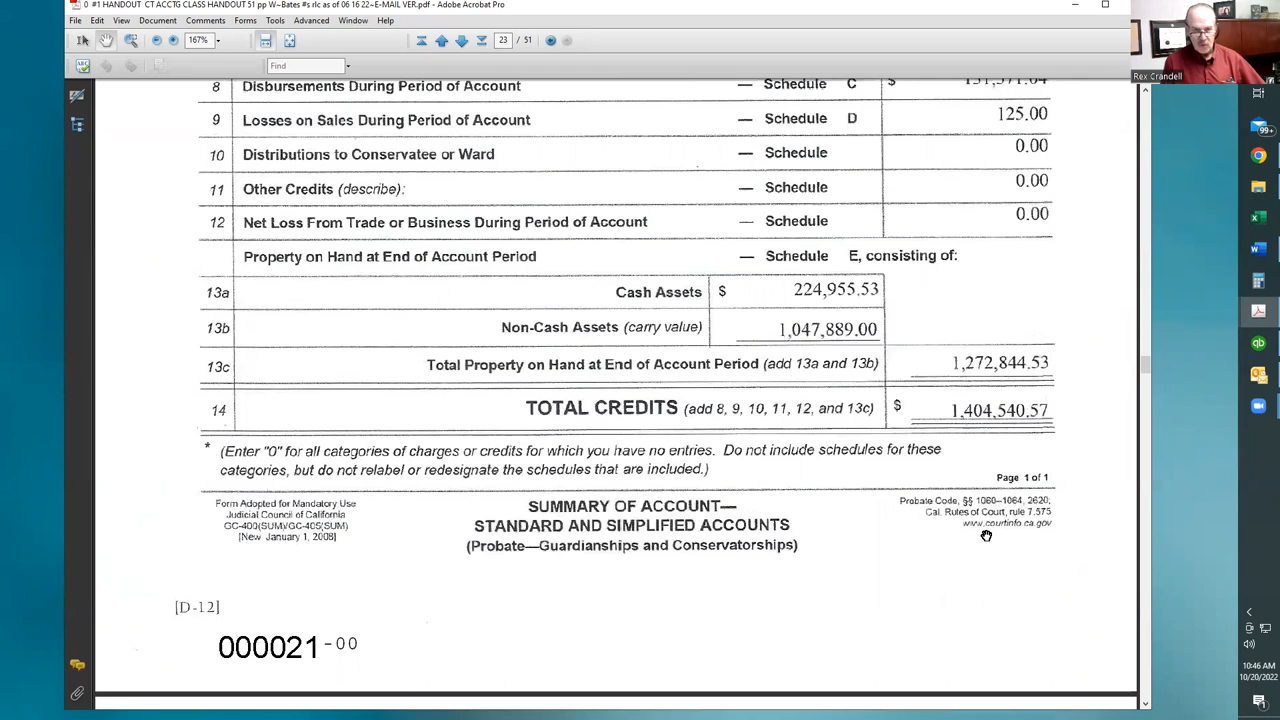 0 #1 HANDOUT CT ACCTG CLASS HANDOUT 51 pp W~Bates #s rlc as of 06 16 22~E-MAIL VER.pdf - Adobe Acrobat Pro
File Edit View Document Comments Forms Tools Advanced Window Help
167% 23 / 51
Find
Rex Crandell
8 Disbursements During Period of Account — Schedule C $ 131,571.04
9 Losses on Sales During Period of Account — Schedule D 125.00
10 Distributions to Conservatee or Ward — Schedule 0.00
11 Other Credits (describe): — Schedule 0.00
12 Net Loss From Trade or Business During Period of Account — Schedule 0.00
Property on Hand at End of Account Period — Schedule E, consisting of:
13a Cash Assets $ 224,955.53
13b Non-Cash Assets (carry value) 1,047,889.00
13c Total Property on Hand at End of Account Period (add 13a and 13b) 1,272,844.53
14 TOTAL CREDITS (add 8, 9, 10, 11, 12, and 13c) $ 1,404,540.57
* (Enter "0" for all categories of charges or credits for which you have no entries. Do not include schedules for these
categories, but do not relabel or redesignate the schedules that are included.)
Page 1 of 1
Form Adopted for Mandatory Use
Judicial Council of California
GC-400(SUM)/GC-405(SUM)
[New January 1, 2008]
SUMMARY OF ACCOUNT—
STANDARD AND SIMPLIFIED ACCOUNTS
(Probate—Guardianships and Conservatorships)
Probate Code, §§ 1060–1064, 2620;
Cal. Rules of Court, rule 7.575
www.courtinfo.ca.gov
[D-12]
000021-00
99+
10:46 AM
10/20/2022